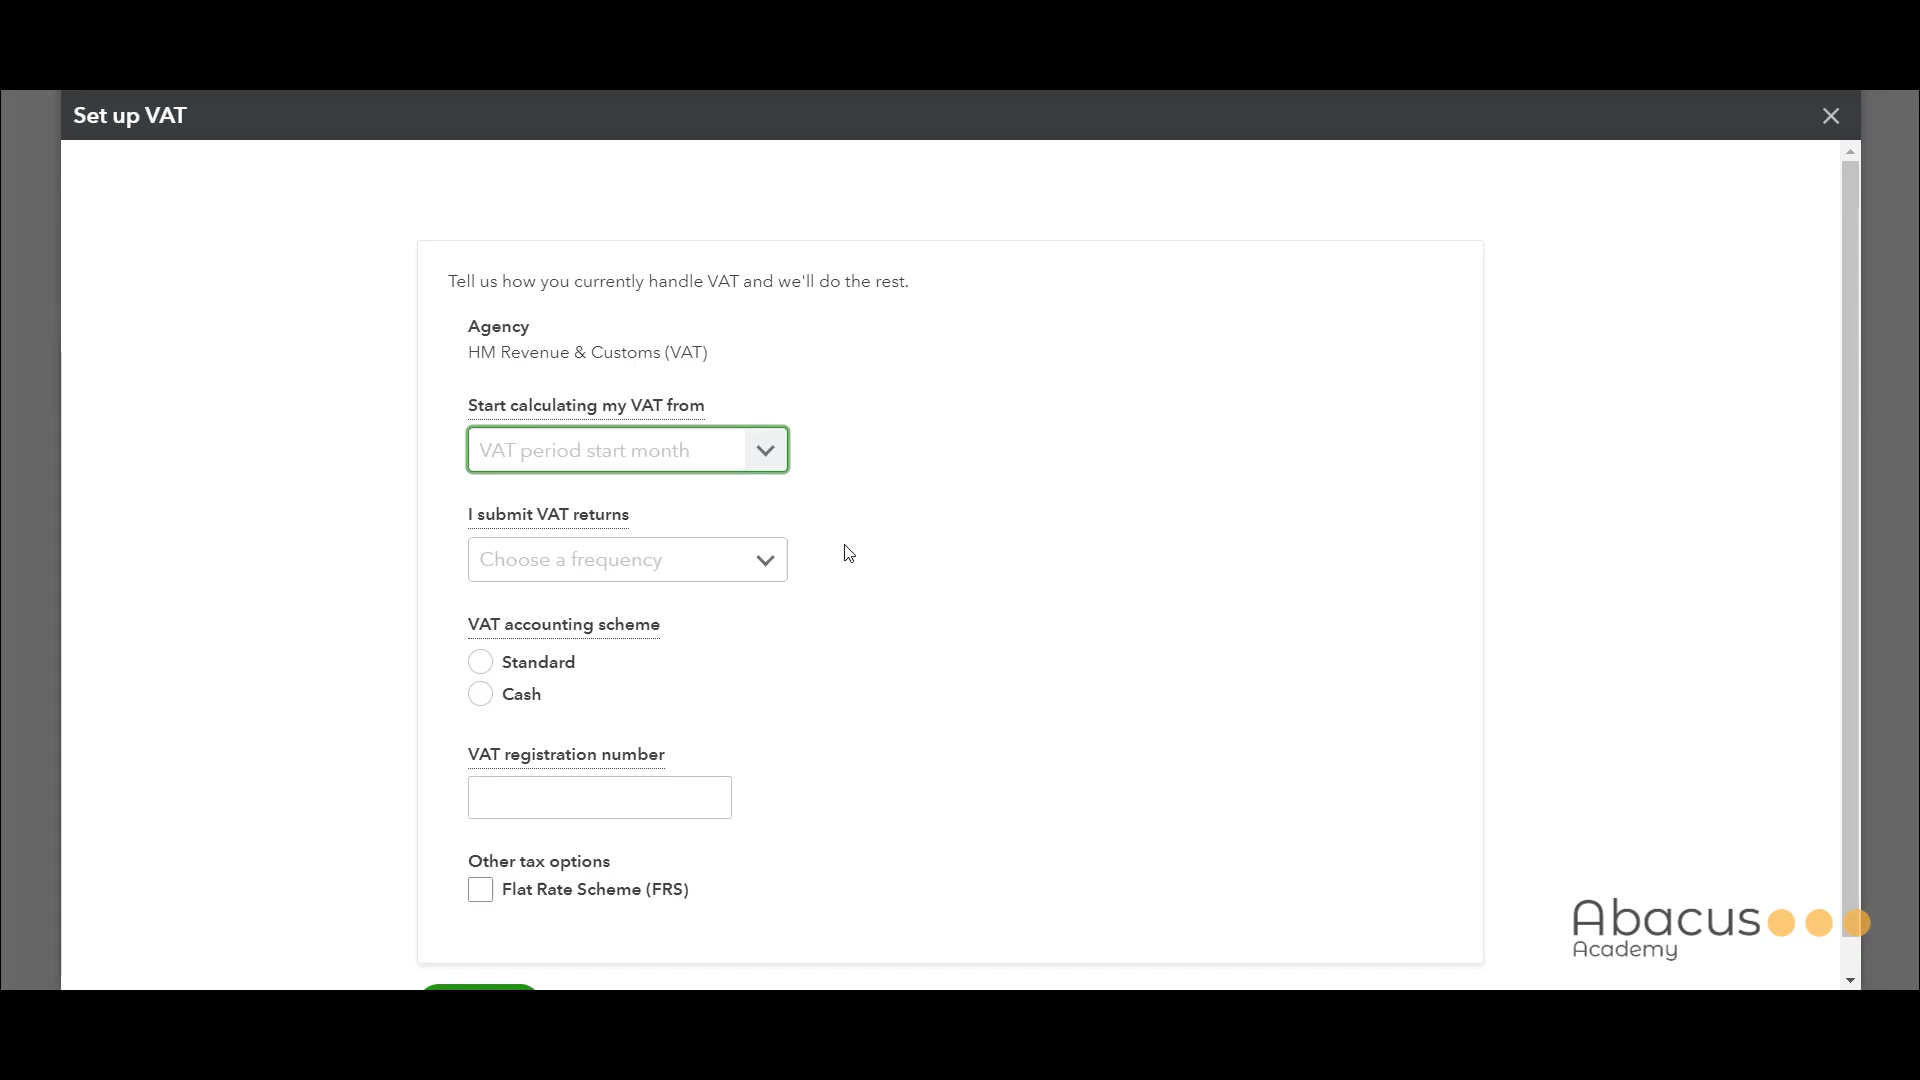 Set up VAT
Tell us how you currently handle VAT and we'll do the rest.
Agency
HM Revenue & Customs (VAT)
Start calculating my VAT from
VAT period start month
I submit VAT returns
Choose a frequency
VAT accounting scheme
Standard
Cash
VAT registration number
Other tax options
Flat Rate Scheme (FRS)
Abacus
Academy